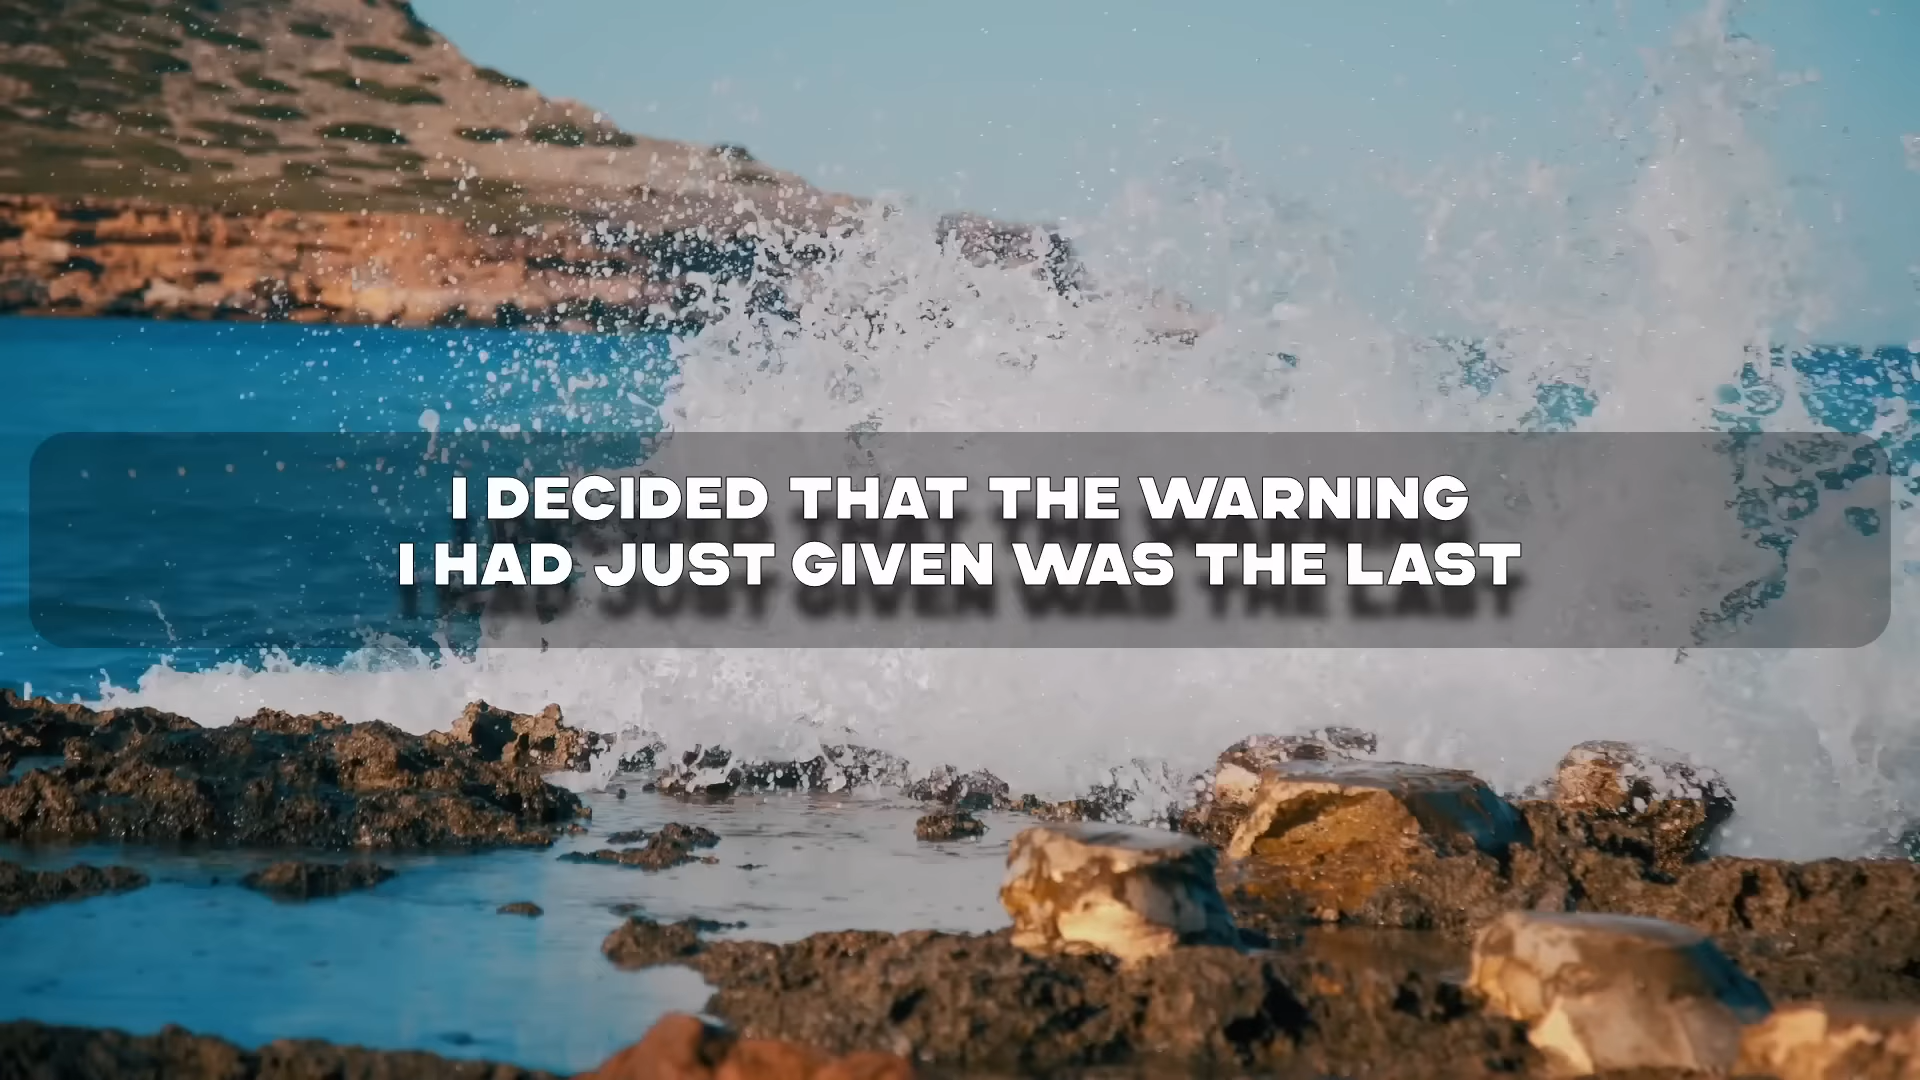 I DECIDED THAT THE WARNING
I HAD JUST GIVEN WAS THE LAST